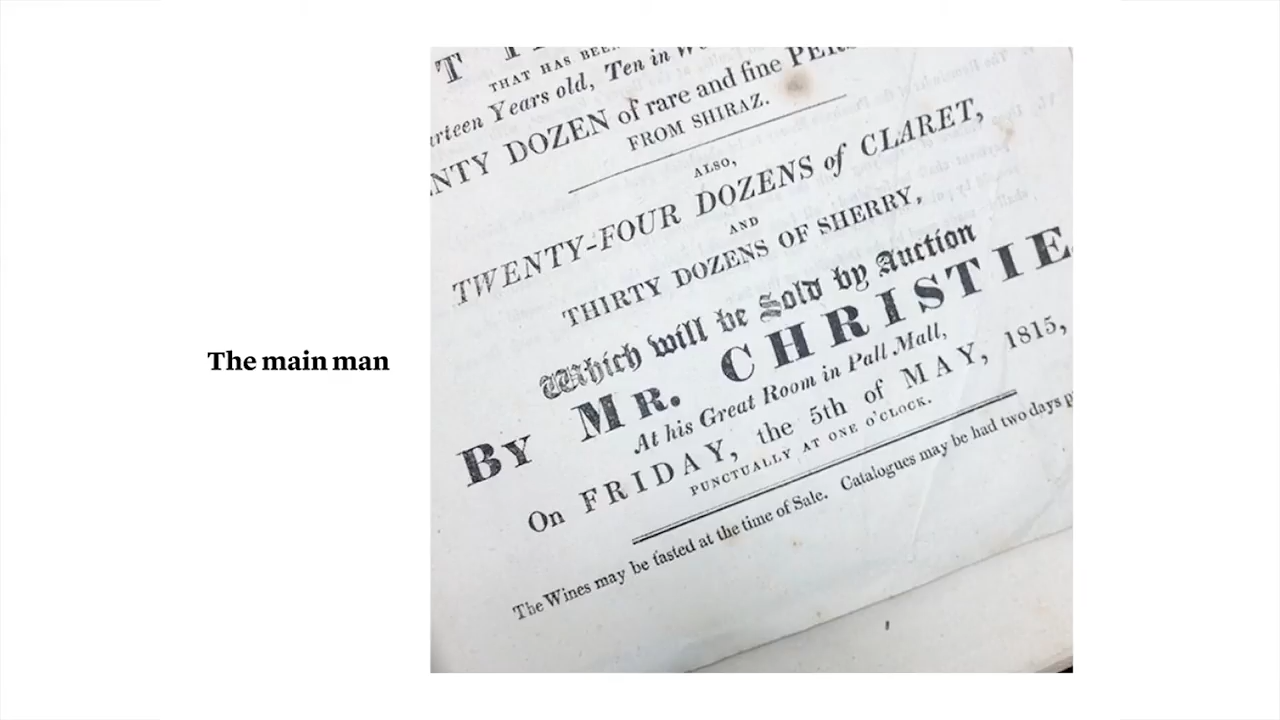 The main man
THAT HAS BEEN
Years old, Ten in
DOZEN of rare and fine
FROM SHIRAZ.
ALSO,
TWENTY-FOUR DOZENS of CLARET,
AND
THIRTY DOZENS OF SHERRY,
Which will be Sold by Auction
By Mr. CHRISTIE
At his Great Room in Pall Mall,
On FRIDAY, the 5th of MAY, 1815,
PUNCTUALLY AT ONE O'CLOCK.
The Wines may be tasted at the time of Sale. Catalogues may be had two days